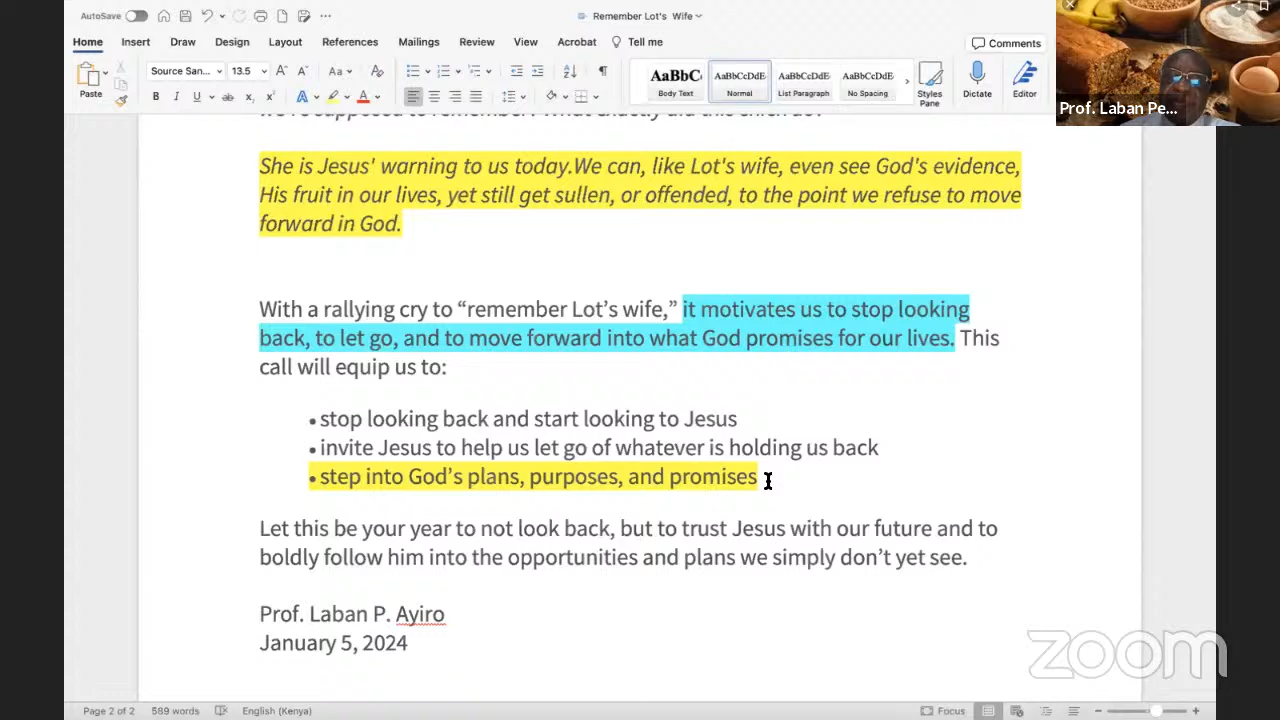 AutoSave
Remember Lot's Wife
Home Insert Draw Design Layout References Mailings Review View Acrobat Tell me
Comments
Prof. Laban Pe...
Paste
Source San... 13.5
AaBbC AaBbCcDdE AaBbCcDdE AaBbCcDdE
Body Text Normal List Paragraph No Spacing
Styles Pane
Dictate
Editor
She is Jesus' warning to us today.We can, like Lot's wife, even see God's evidence,
His fruit in our lives, yet still get sullen, or offended, to the point we refuse to move
forward in God.
With a rallying cry to “remember Lot’s wife,” it motivates us to stop looking
back, to let go, and to move forward into what God promises for our lives. This
call will equip us to:
• stop looking back and start looking to Jesus
• invite Jesus to help us let go of whatever is holding us back
• step into God’s plans, purposes, and promises
Let this be your year to not look back, but to trust Jesus with our future and to
boldly follow him into the opportunities and plans we simply don’t yet see.
Prof. Laban P. Ayiro
January 5, 2024
zoom
Page 2 of 2 589 words English (Kenya) Focus